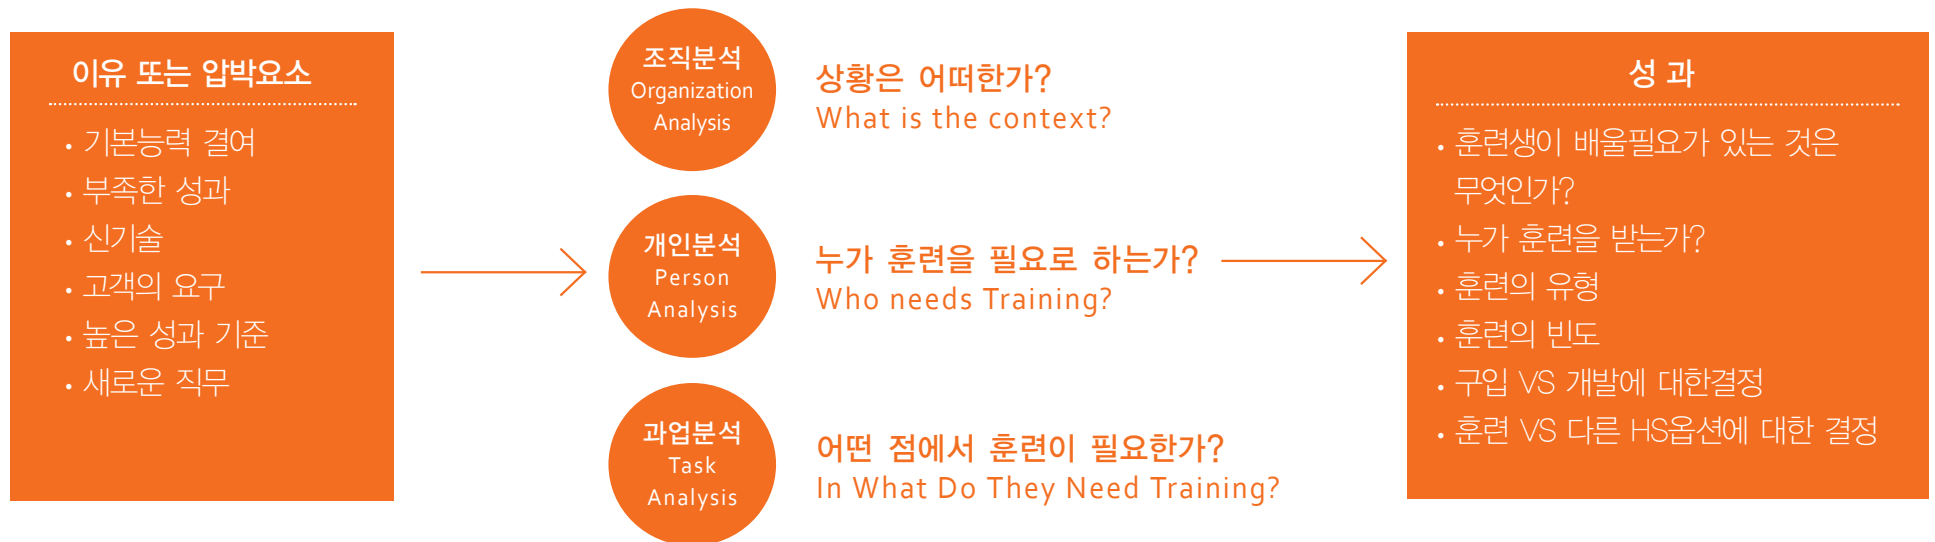 이유 또는 압박요소
• 기본능력 결여
• 부족한 성과
• 신기술
• 고객의 요구
• 높은 성과 기준
• 새로운 직무
조직분석
Organization
Analysis
상황은 어떠한가?
What is the context?
개인분석
Person
Analysis
누가 훈련을 필요로 하는가?
Who needs Training?
과업분석
Task
Analysis
어떤 점에서 훈련이 필요한가?
In What Do They Need Training?
성 과
• 훈련생이 배울필요가 있는 것은
무엇인가?
• 누가 훈련을 받는가?
• 훈련의 유형
• 훈련의 빈도
• 구입 VS 개발에 대한결정
• 훈련 VS 다른 HS옵션에 대한 결정